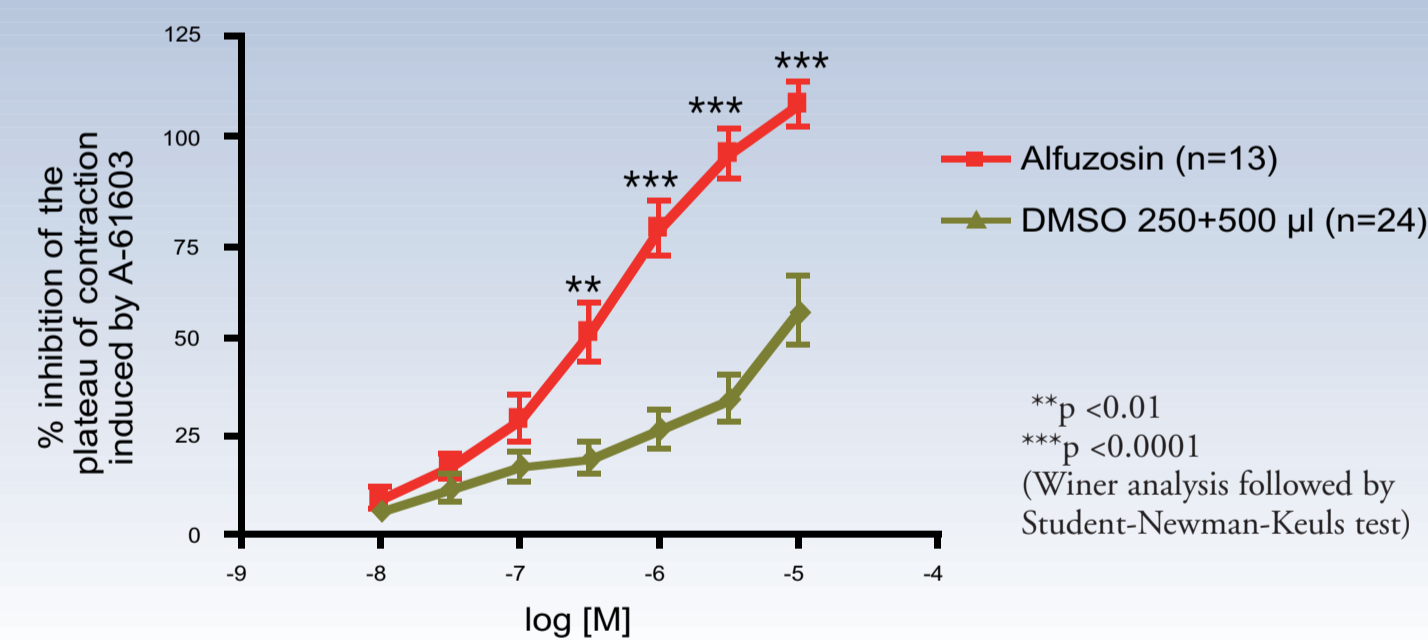 125
100
75
50
25
0
% inhibition of the
plateau of contraction
induced by A-61603
***
***
***
**
-9 -8 -7 -6 -5 -4
log [M]
Alfuzosin (n=13)
DMSO 250+500 µl (n=24)
**p <0.01
***p <0.0001
(Winer analysis followed by
Student-Newman-Keuls test)